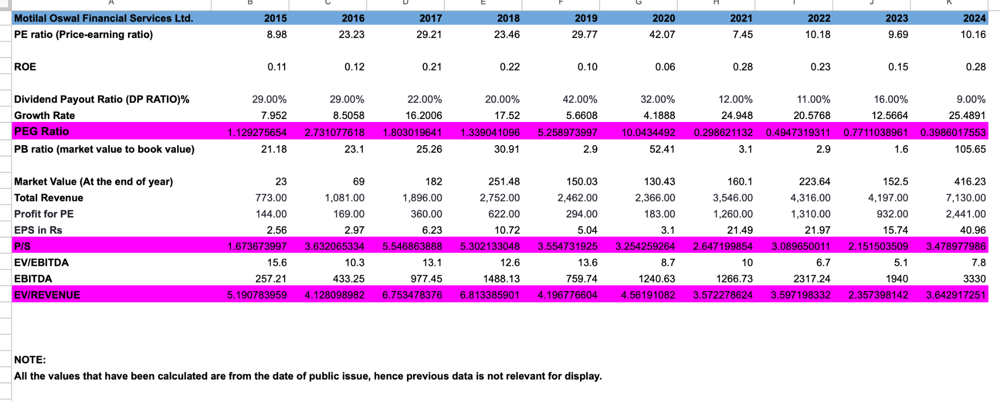 A B C D E F G H I J K
Motilal Oswal Financial Services Ltd. 2015 2016 2017 2018 2019 2020 2021 2022 2023 2024
PE ratio (Price-earning ratio) 8.98 23.23 29.21 23.46 29.77 42.07 7.45 10.18 9.69 10.16
ROE 0.11 0.12 0.21 0.22 0.10 0.06 0.28 0.23 0.15 0.28
Dividend Payout Ratio (DP RATIO)% 29.00% 29.00% 22.00% 20.00% 42.00% 32.00% 12.00% 11.00% 16.00% 9.00%
Growth Rate 7.952 8.5058 16.2006 17.52 5.6608 4.1888 24.948 20.5768 12.5664 25.4891
PEG Ratio 1.129275654 2.731077618 1.803019641 1.339041096 5.258973997 10.0434492 0.298621132 0.4947319311 0.7711038961 0.3986017553
PB ratio (market value to book value) 21.18 23.1 25.26 30.91 2.9 52.41 3.1 2.9 1.6 105.65
Market Value (At the end of year) 23 69 182 251.48 150.03 130.43 160.1 223.64 152.5 416.23
Total Revenue 773.00 1,081.00 1,896.00 2,752.00 2,462.00 2,366.00 3,546.00 4,316.00 4,197.00 7,130.00
Profit for PE 144.00 169.00 360.00 622.00 294.00 183.00 1,260.00 1,310.00 932.00 2,441.00
EPS in Rs 2.56 2.97 6.23 10.72 5.04 3.1 21.49 21.97 15.74 40.96
P/S 1.673673997 3.632065334 5.546863888 5.302133048 3.554731925 3.254259264 2.647199854 3.089650011 2.151503509 3.478977986
EV/EBITDA 15.6 10.3 13.1 12.6 13.6 8.7 10 6.7 5.1 7.8
EBITDA 257.21 433.25 977.45 1488.13 759.74 1240.63 1266.73 2317.24 1940 3330
EV/REVENUE 5.190783959 4.128098982 6.753478376 6.813385901 4.196776604 4.56191082 3.572278624 3.597198332 2.357398142 3.642917251
NOTE:
All the values that have been calculated are from the date of public issue, hence previous data is not relevant for display.